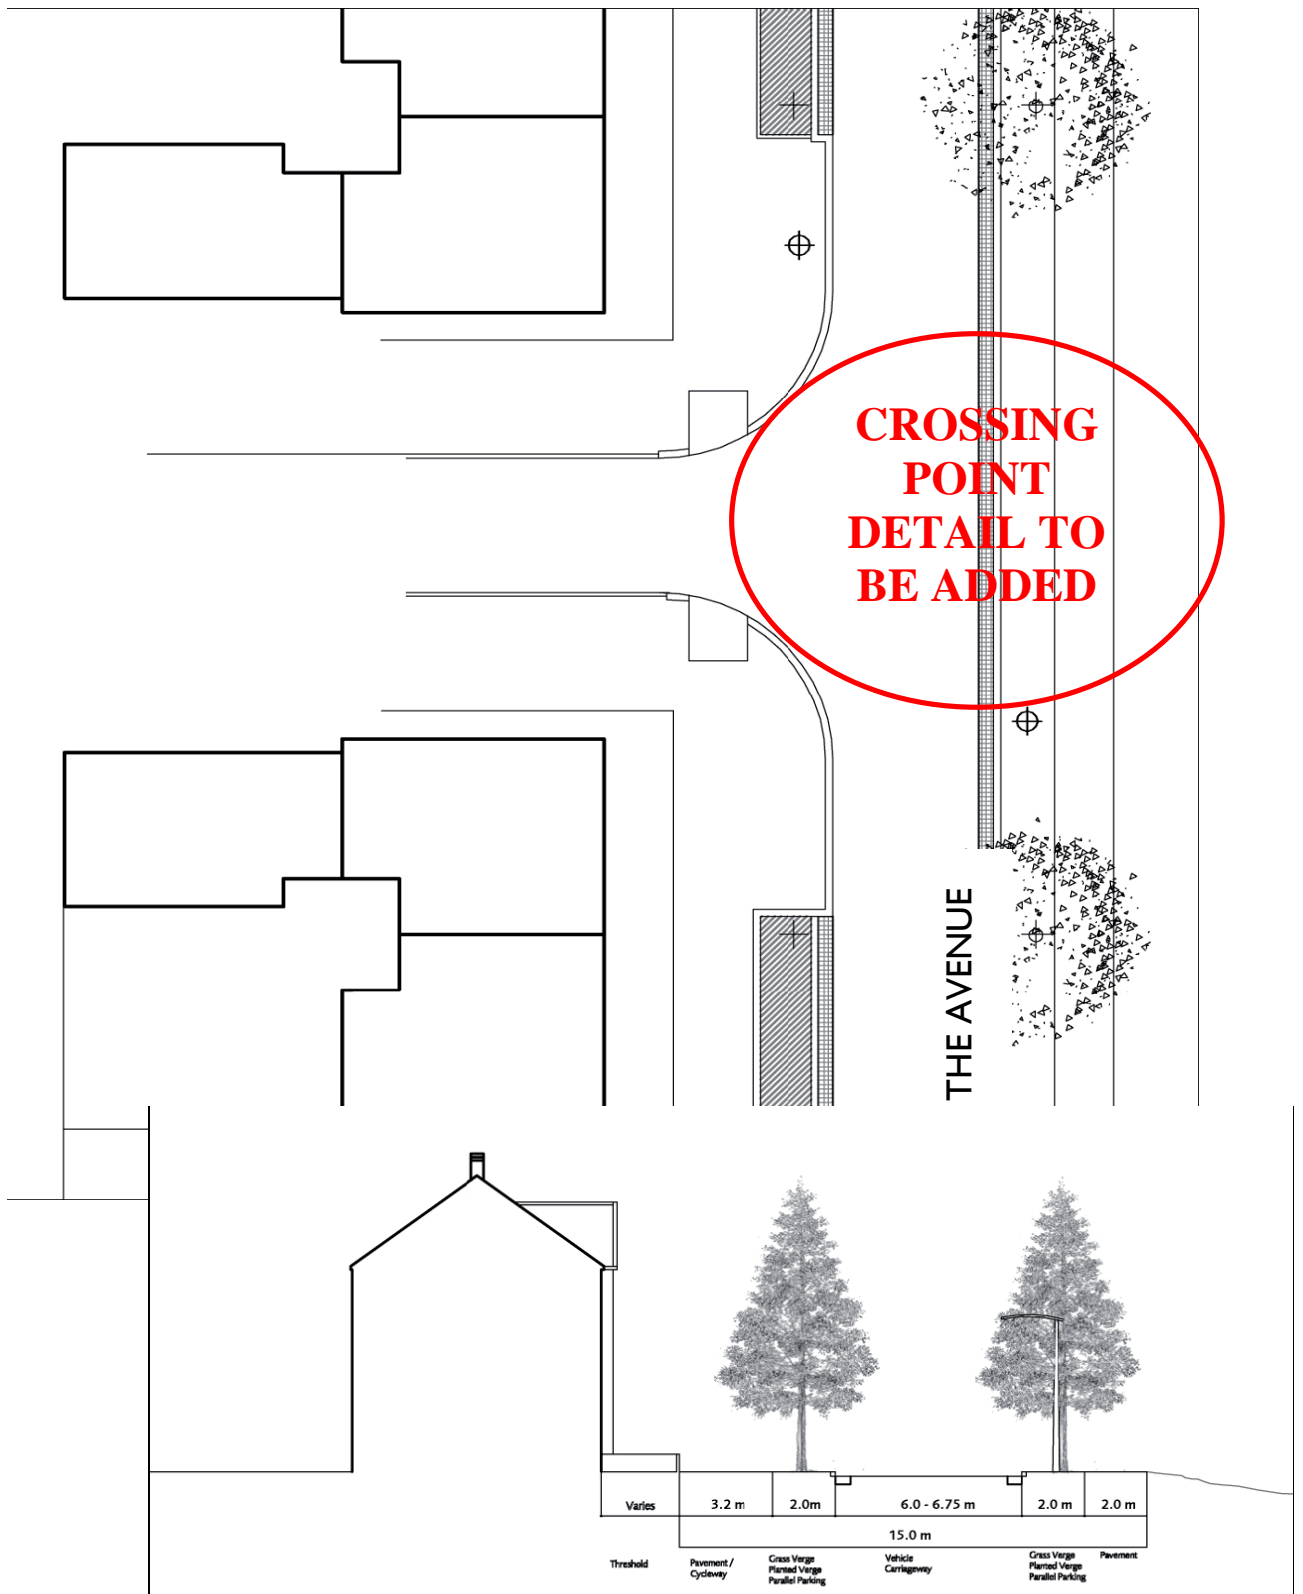 CROSSING
POINT
DETAIL TO
BE ADDED
THE AVENUE
Varies
3.2 m
2.0m
6.0 - 6.75 m
2.0 m
2.0 m
15.0 m
Threshold
Pavement /
Cycleway
Grass Verge
Planted Verge
Parallel Parking
Vehicle
Carriageway
Grass Verge
Planted Verge
Parallel Parking
Pavement